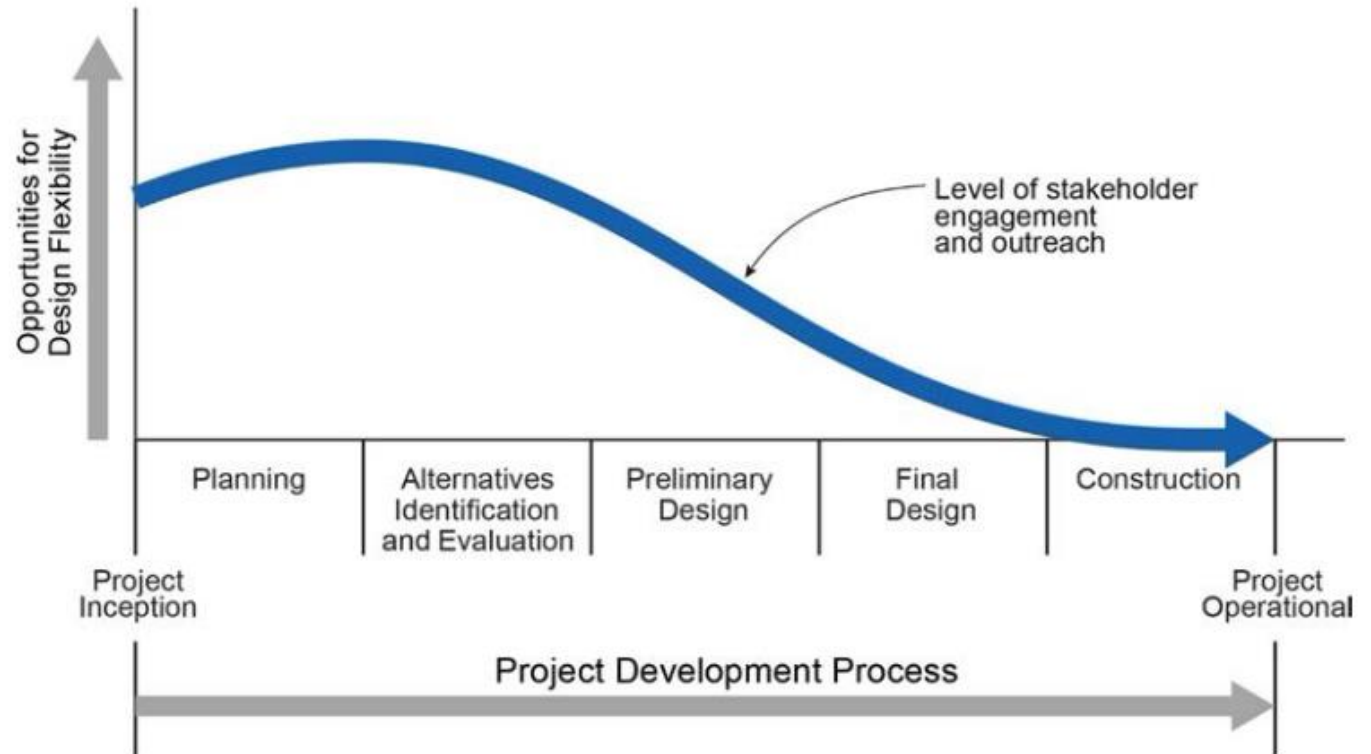 Opportunities for
Design Flexibility
Level of stakeholder
engagement
and outreach
Planning
Alternatives
Identification
and Evaluation
Preliminary
Design
Final
Design
Construction
Project
Inception
Project
Operational
Project Development Process